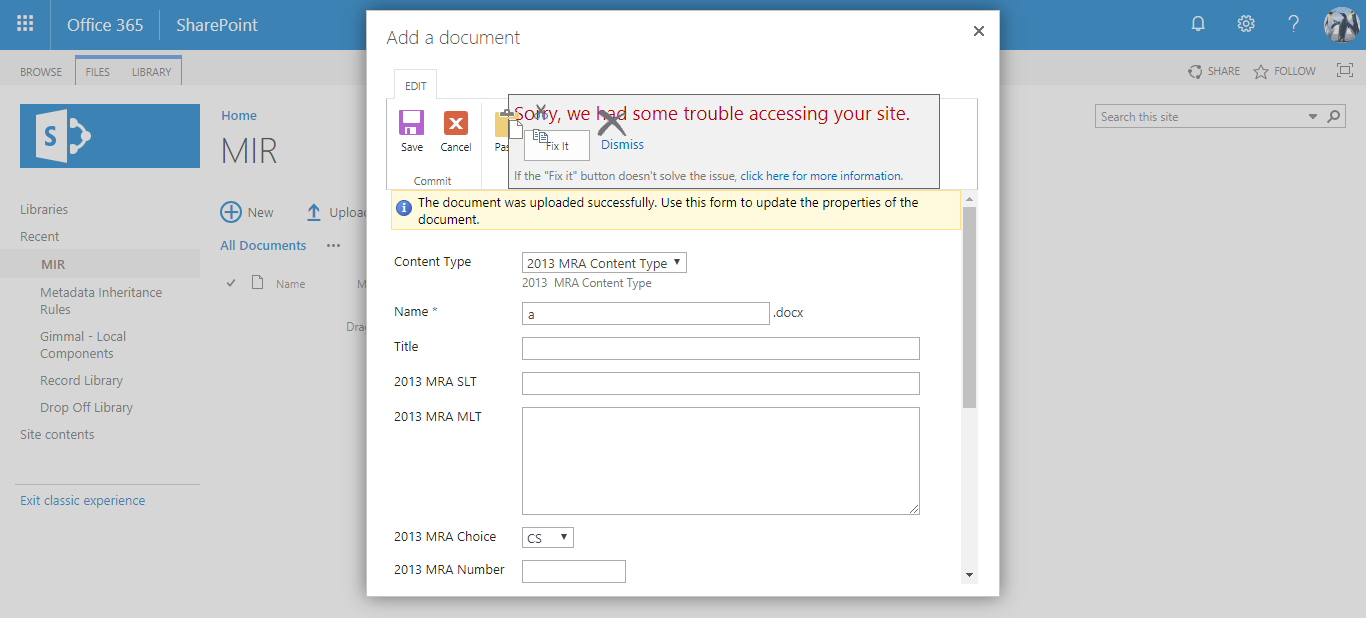 Office 365
SharePoint
BROWSE
FILES
LIBRARY
SHARE
FOLLOW
Home
MIR
Search this site
Libraries
Recent
MIR
Metadata Inheritance
Rules
Gimmal - Local
Components
Record Library
Drop Off Library
Site contents
Exit classic experience
New
All Documents
Name
Add a document
EDIT
Save
Cancel
Commit
Sorry, we had some trouble accessing your site.
Fix It
Dismiss
If the "Fix it" button doesn't solve the issue, click here for more information.
The document was uploaded successfully. Use this form to update the properties of the
document.
Content Type
2013 MRA Content Type
2013 MRA Content Type
Name *
a
.docx
Title
2013 MRA SLT
2013 MRA MLT
2013 MRA Choice
CS
2013 MRA Number